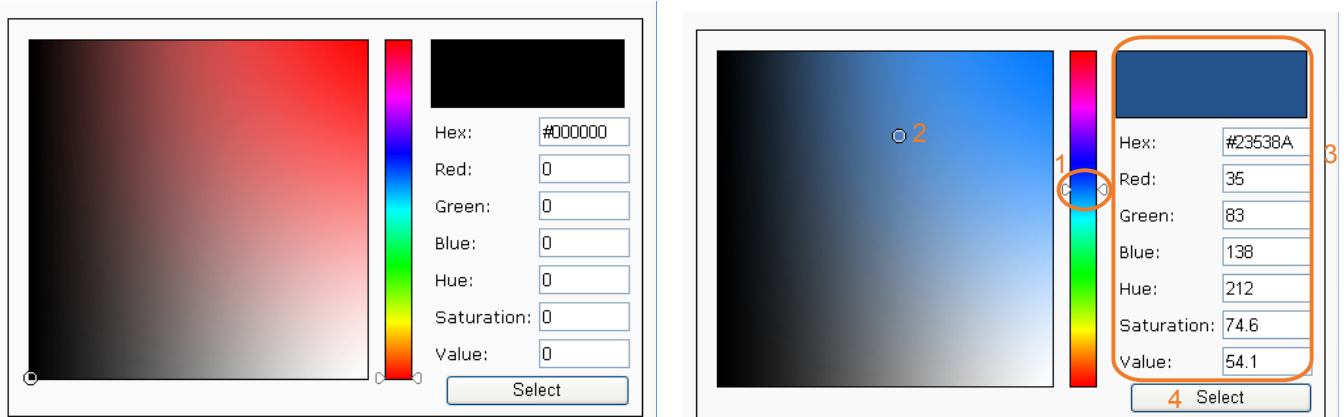 Hex: #000000
Red: 0
Green: 0
Blue: 0
Hue: 0
Saturation: 0
Value: 0
Select
1
2
3
Hex: #23538A
Red: 35
Green: 83
Blue: 138
Hue: 212
Saturation: 74.6
Value: 54.1
4 Select